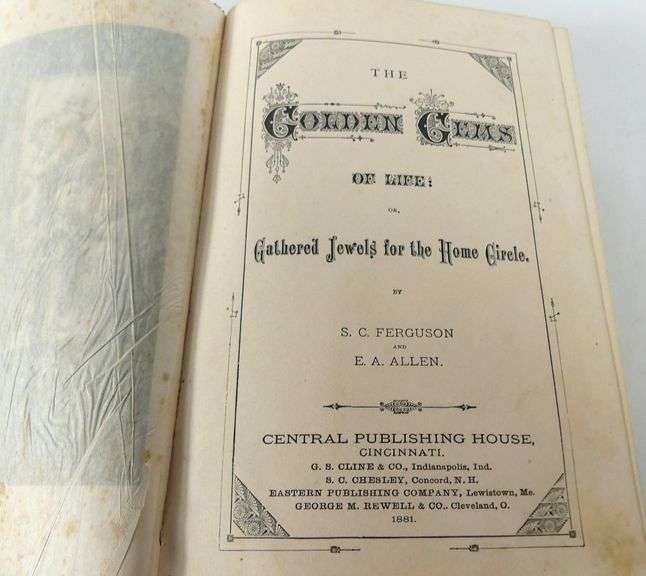 THE
GOLDEN GEMS
OF LIFE:
OR,
Gathered Jewels for the Home Circle.
BY
S. C. FERGUSON
AND
E. A. ALLEN.
CENTRAL PUBLISHING HOUSE,
CINCINNATI.
G. S. CLINE & CO., Indianapolis, Ind.
S. C. CHESLEY, Concord, N. H.
EASTERN PUBLISHING COMPANY, Lewistown, Me.
GEORGE M. REWELL & CO.. Cleveland, O.
1881.